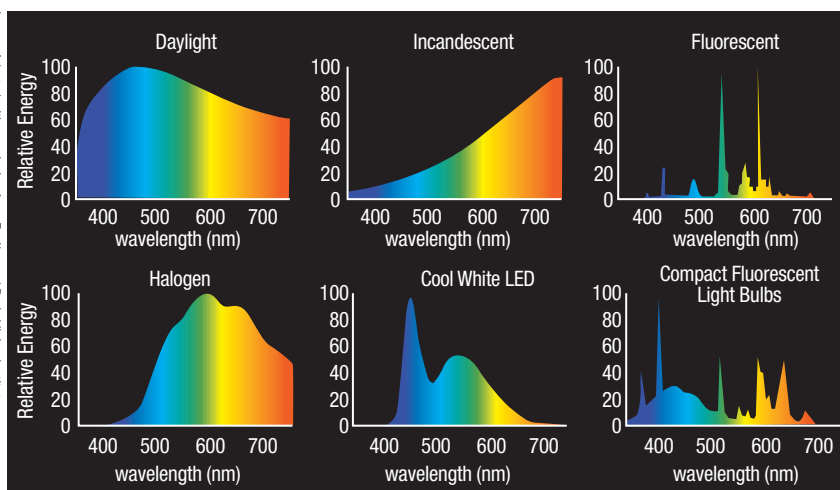 Daylight
Incandescent
Fluorescent
Relative Energy
100
80
60
40
20
0
400 500 600 700
wavelength (nm)
100
80
60
40
20
0
400 500 600 700
wavelength (nm)
100
80
60
40
20
0
400 500 600 700
wavelength (nm)
Halogen
Cool White LED
Compact Fluorescent
Light Bulbs
Relative Energy
100
80
60
40
20
0
400 500 600 700
wavelength (nm)
100
80
60
40
20
0
400 500 600 700
wavelength (nm)
100
80
60
40
20
0
400 500 600 700
wavelength (nm)